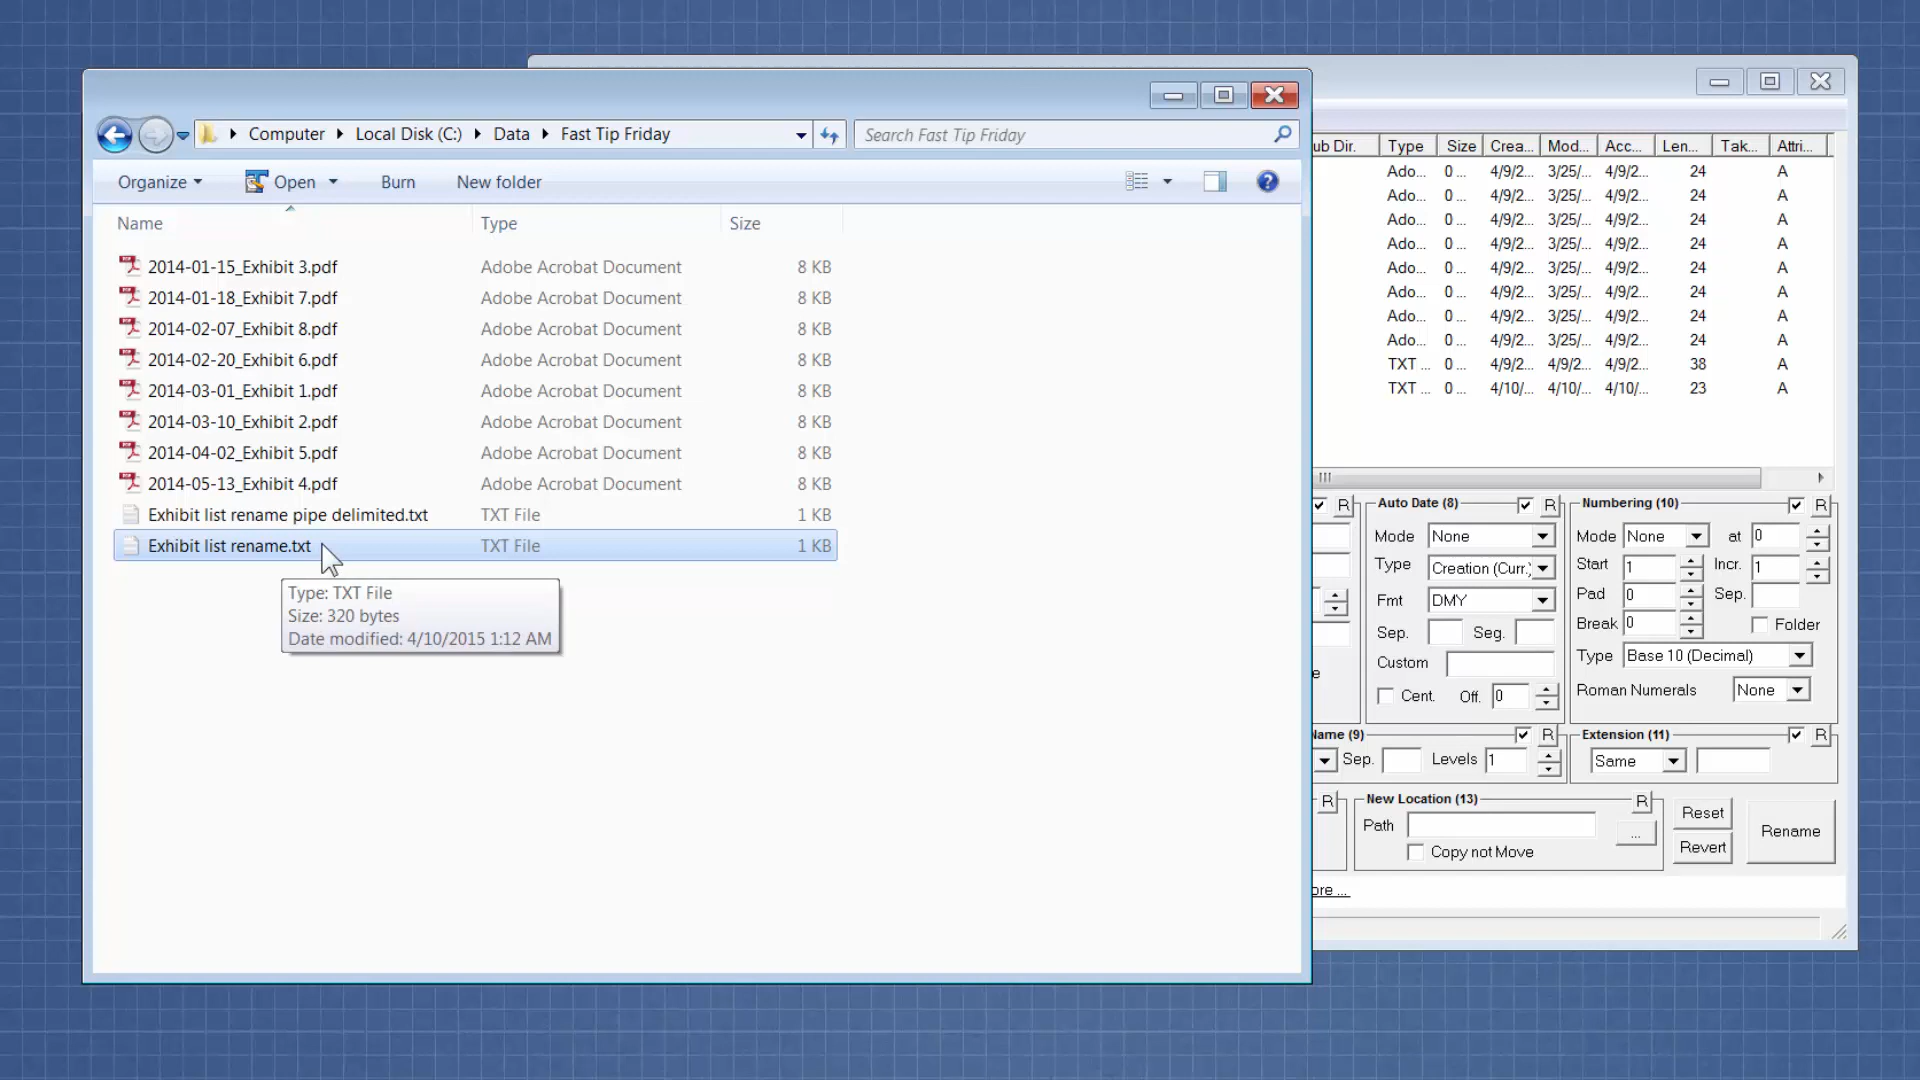 Computer Local Disk (C:) Data Fast Tip Friday
Search Fast Tip Friday
Organize Open Burn New folder
Name Type Size
2014-01-15_Exhibit 3.pdf Adobe Acrobat Document 8 KB
2014-01-18_Exhibit 7.pdf Adobe Acrobat Document 8 KB
2014-02-07_Exhibit 8.pdf Adobe Acrobat Document 8 KB
2014-02-20_Exhibit 6.pdf Adobe Acrobat Document 8 KB
2014-03-01_Exhibit 1.pdf Adobe Acrobat Document 8 KB
2014-03-10_Exhibit 2.pdf Adobe Acrobat Document 8 KB
2014-04-02_Exhibit 5.pdf Adobe Acrobat Document 8 KB
2014-05-13_Exhibit 4.pdf Adobe Acrobat Document 8 KB
Exhibit list rename pipe delimited.txt TXT File 1 KB
Exhibit list rename.txt TXT File 1 KB
Type: TXT File
Size: 320 bytes
Date modified: 4/10/2015 1:12 AM
ub Dir. Type Size Crea... Mod... Acc... Len... Tak... Attri...
Ado... 0 ... 4/9/2... 3/25/... 4/9/2... 24 A
Ado... 0 ... 4/9/2... 3/25/... 4/9/2... 24 A
Ado... 0 ... 4/9/2... 3/25/... 4/9/2... 24 A
Ado... 0 ... 4/9/2... 3/25/... 4/9/2... 24 A
Ado... 0 ... 4/9/2... 3/25/... 4/9/2... 24 A
Ado... 0 ... 4/9/2... 3/25/... 4/9/2... 24 A
Ado... 0 ... 4/9/2... 3/25/... 4/9/2... 24 A
Ado... 0 ... 4/9/2... 3/25/... 4/9/2... 24 A
TXT ... 0 ... 4/9/2... 4/9/2... 4/9/2... 38 A
TXT ... 0 ... 4/10/... 4/10/... 4/10/... 23 A
R
Auto Date (8) R
Mode None
Type Creation (Curr.)
Fmt DMY
Sep. Seg.
Custom
Cent. Off. 0
Numbering (10) R
Mode None at 0
Start 1 Incr. 1
Pad 0 Sep.
Break 0 Folder
Type Base 10 (Decimal)
Roman Numerals None
e
Name (9) R
Sep. Levels 1
Extension (11) R
Same
R
New Location (13) R
Path ...
Copy not Move
Reset
Revert
Rename
ore ...